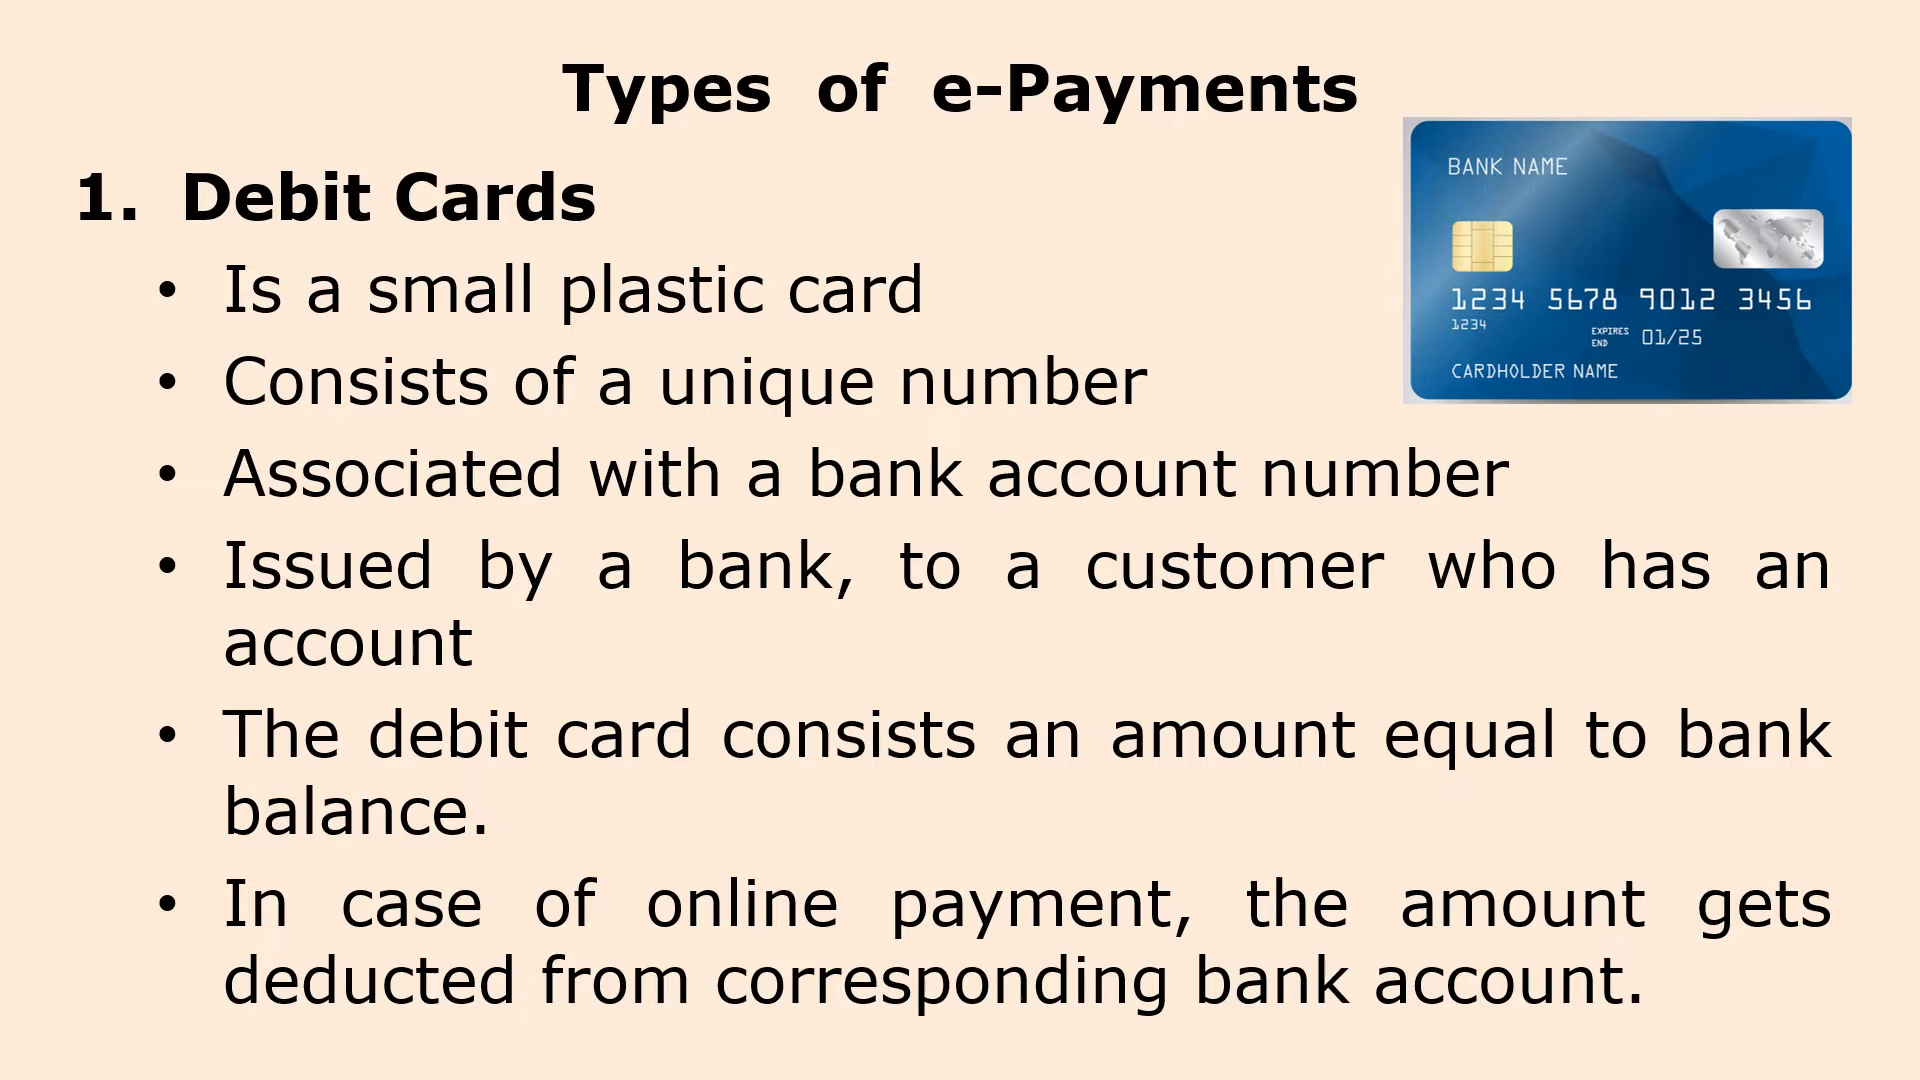 Types of e-Payments
1. Debit Cards
• Is a small plastic card
• Consists of a unique number
• Associated with a bank account number
• Issued by a bank, to a customer who has an
account
• The debit card consists an amount equal to bank
balance.
• In case of online payment, the amount gets
deducted from corresponding bank account.
BANK NAME
1234 5678 9012 3456
1234
EXPIRES
END
01/25
CARDHOLDER NAME